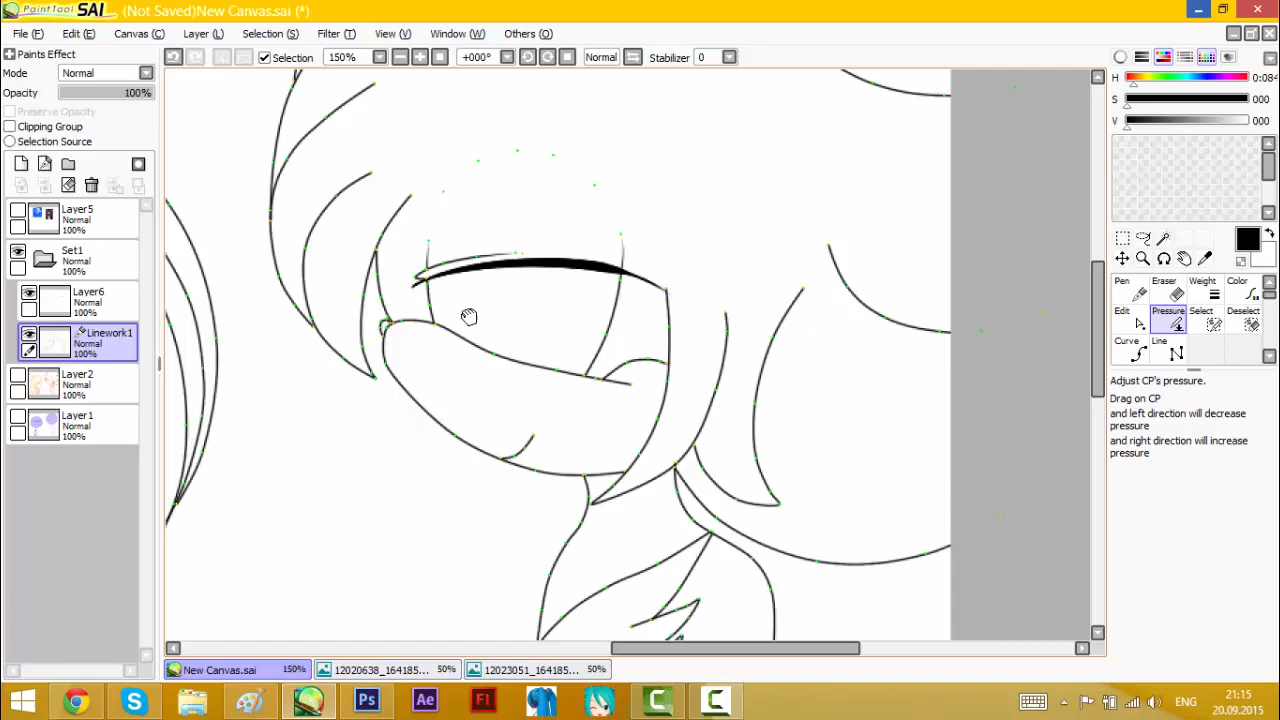 PaintTool SAI (Not Saved)New Canvas.sai (*)
File (F) Edit (E) Canvas (C) Layer (L) Selection (S) Filter (T) View (V) Window (W) Others (O)
Paints Effect
Mode Normal
Opacity 100%
Preserve Opacity
Clipping Group
Selection Source
Selection 150% +000° Normal Stabilizer 0
Layer5
Normal
100%
Set1
Normal
100%
Layer6
Normal
100%
Linework1
Normal
100%
Layer2
Normal
100%
Layer1
Normal
100%
H 0:084
S 000
V 000
Pen Eraser Weight Color
Edit Pressure Select Deselect
Curve Line
Adjust CP's pressure.
Drag on CP
and left direction will decrease
pressure
and right direction will increase
pressure
New Canvas.sai 150% 12020638_164185... 50% 12023051_164185... 50%
S Ps Ae Fl C C ENG 21:15
20.09.2015